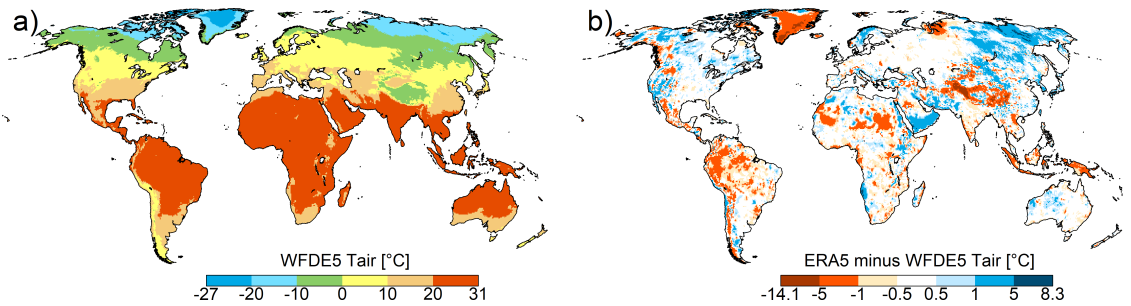 a)
b)
WFDE5 Tair [°C]
-27 -20 -10 0 10 20 31
ERA5 minus WFDE5 Tair [°C]
-14.1 -5 -1 -0.5 0.5 1 5 8.3